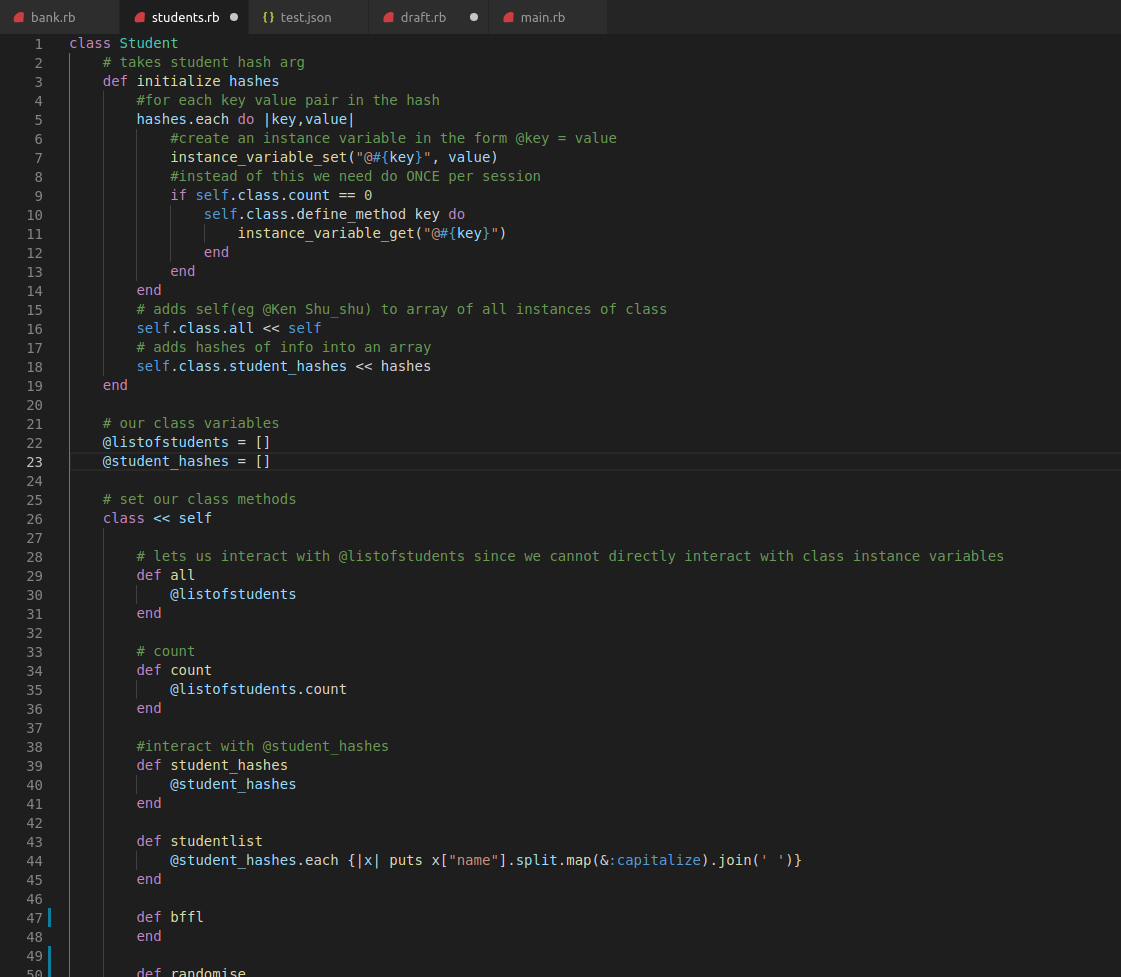 bank.rb students.rb test.json draft.rb main.rb
1 class Student
2 # takes student hash arg
3 def initialize hashes
4 #for each key value pair in the hash
5 hashes.each do |key,value|
6 #create an instance variable in the form @key = value
7 instance_variable_set("@#{key}", value)
8 #instead of this we need do ONCE per session
9 if self.class.count == 0
10 self.class.define_method key do
11 instance_variable_get("@#{key}")
12 end
13 end
14 end
15 # adds self(eg @Ken Shu_shu) to array of all instances of class
16 self.class.all << self
17 # adds hashes of info into an array
18 self.class.student_hashes << hashes
19 end
20
21 # our class variables
22 @listofstudents = []
23 @student_hashes = []
24
25 # set our class methods
26 class << self
27
28 # lets us interact with @listofstudents since we cannot directly interact with class instance variables
29 def all
30 @listofstudents
31 end
32
33 # count
34 def count
35 @listofstudents.count
36 end
37
38 #interact with @student_hashes
39 def student_hashes
40 @student_hashes
41 end
42
43 def studentlist
44 @student_hashes.each {|x| puts x["name"].split.map(&:capitalize).join(' ')}
45 end
46
47 def bffl
48 end
49
50 def randomise